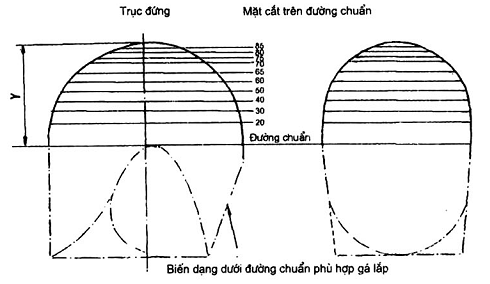 Trục đứng
Mặt cắt trên đường chuẩn
86
80
75
70
65
60
50
40
30
20
Y
Đường chuẩn
Biến dạng dưới đường chuẩn phù hợp gá lắp